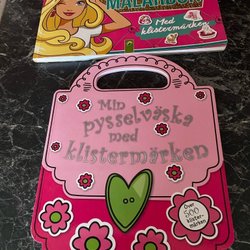 MÅLARBOK
Med
klistermärken
Min
pysselväska
med
klistermärken
Över
500
klister-
märken